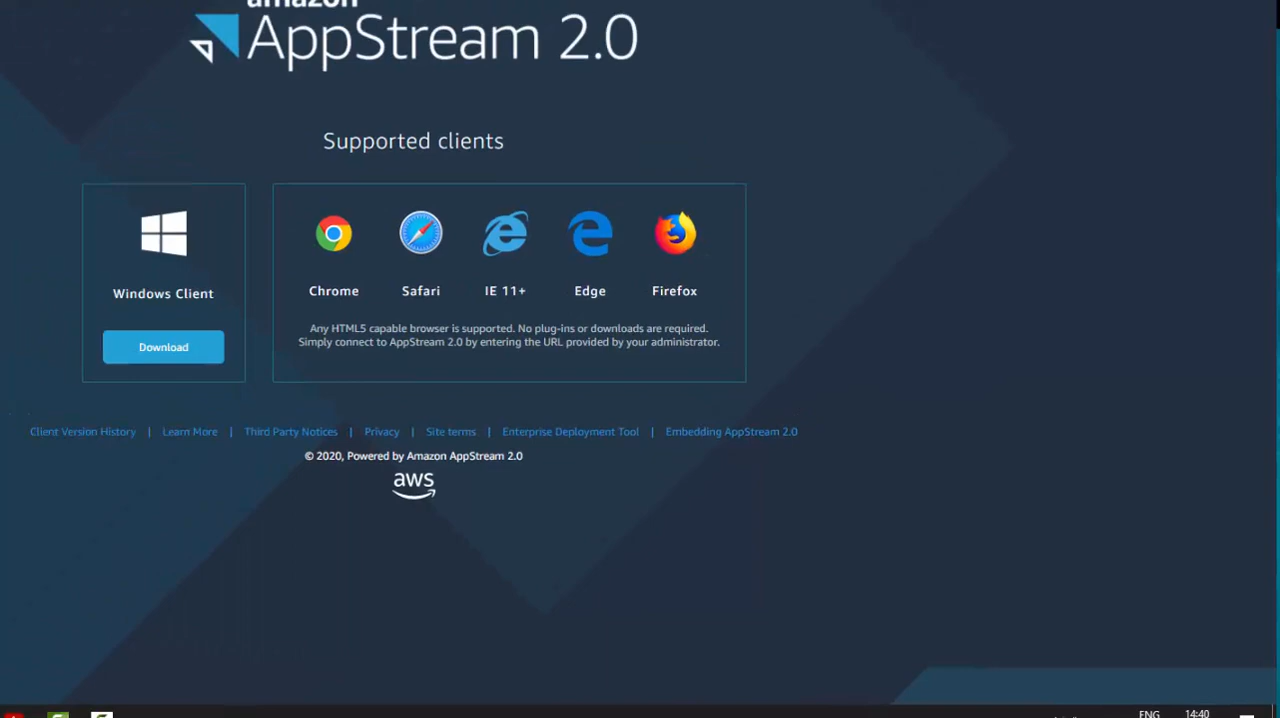 amazon
AppStream 2.0
Supported clients
Windows Client
Download
Chrome Safari IE 11+ Edge Firefox
Any HTML5 capable browser is supported. No plug-ins or downloads are required.
Simply connect to AppStream 2.0 by entering the URL provided by your administrator.
Client Version History | Learn More | Third Party Notices | Privacy | Site terms | Enterprise Deployment Tool | Embedding AppStream 2.0
© 2020, Powered by Amazon AppStream 2.0
aws
ENG 14:40